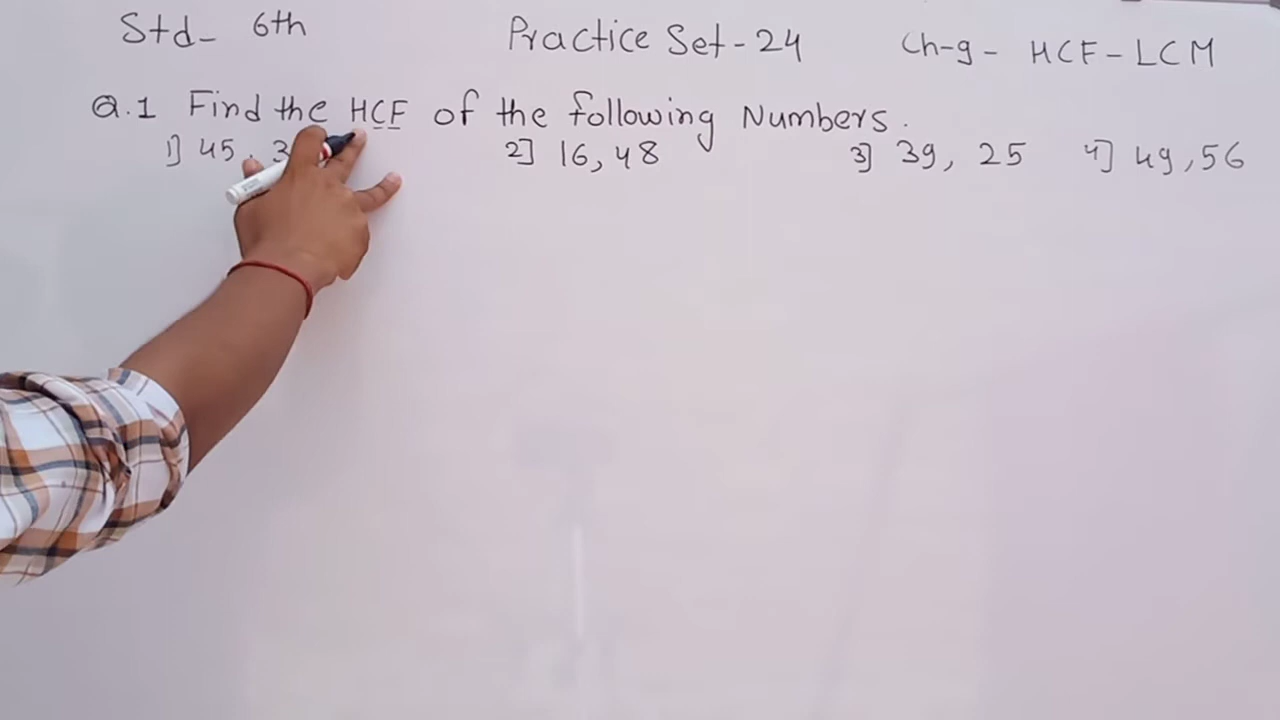 Std- 6th Practice Set-24 Ch-9- HCF-LCM
Q.1 Find the HCF of the following Numbers.
1] 45, 3 2] 16,48 3] 39, 25 4] 49,56